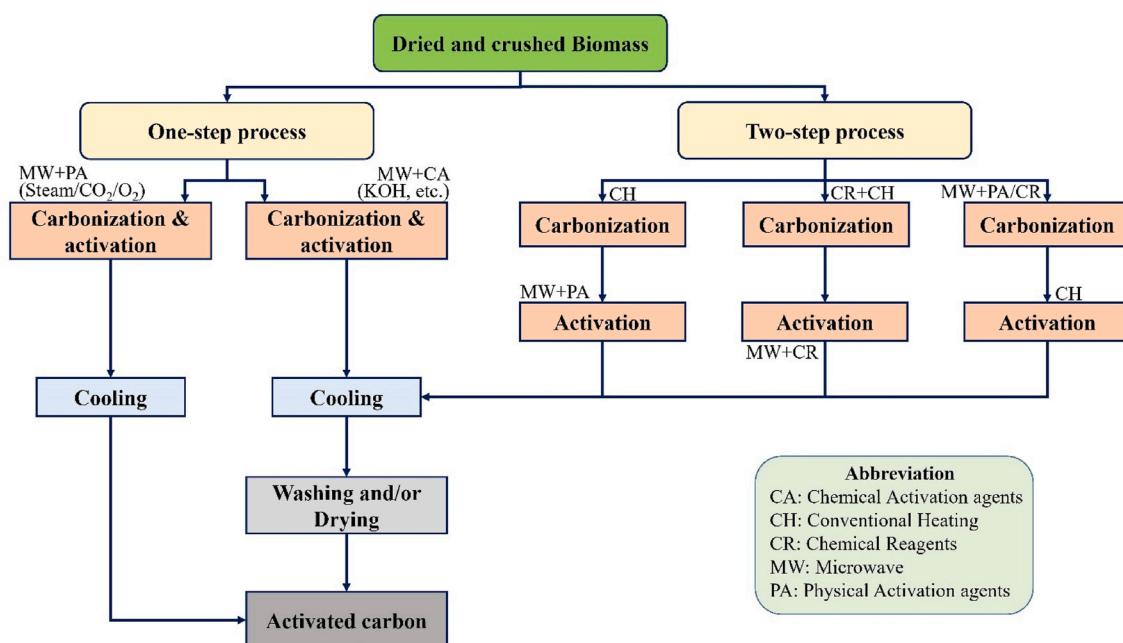 Dried and crushed Biomass
One-step process
Two-step process
MW+PA
(Steam/CO₂/O₂)
MW+CA
(KOH, etc.)
CH
CR+CH
MW+PA/CR
Carbonization &
activation
Carbonization &
activation
Carbonization
Carbonization
Carbonization
MW+PA
CH
Activation
Activation
Activation
MW+CR
Cooling
Cooling
Washing and/or
Drying
Activated carbon
Abbreviation
CA: Chemical Activation agents
CH: Conventional Heating
CR: Chemical Reagents
MW: Microwave
PA: Physical Activation agents